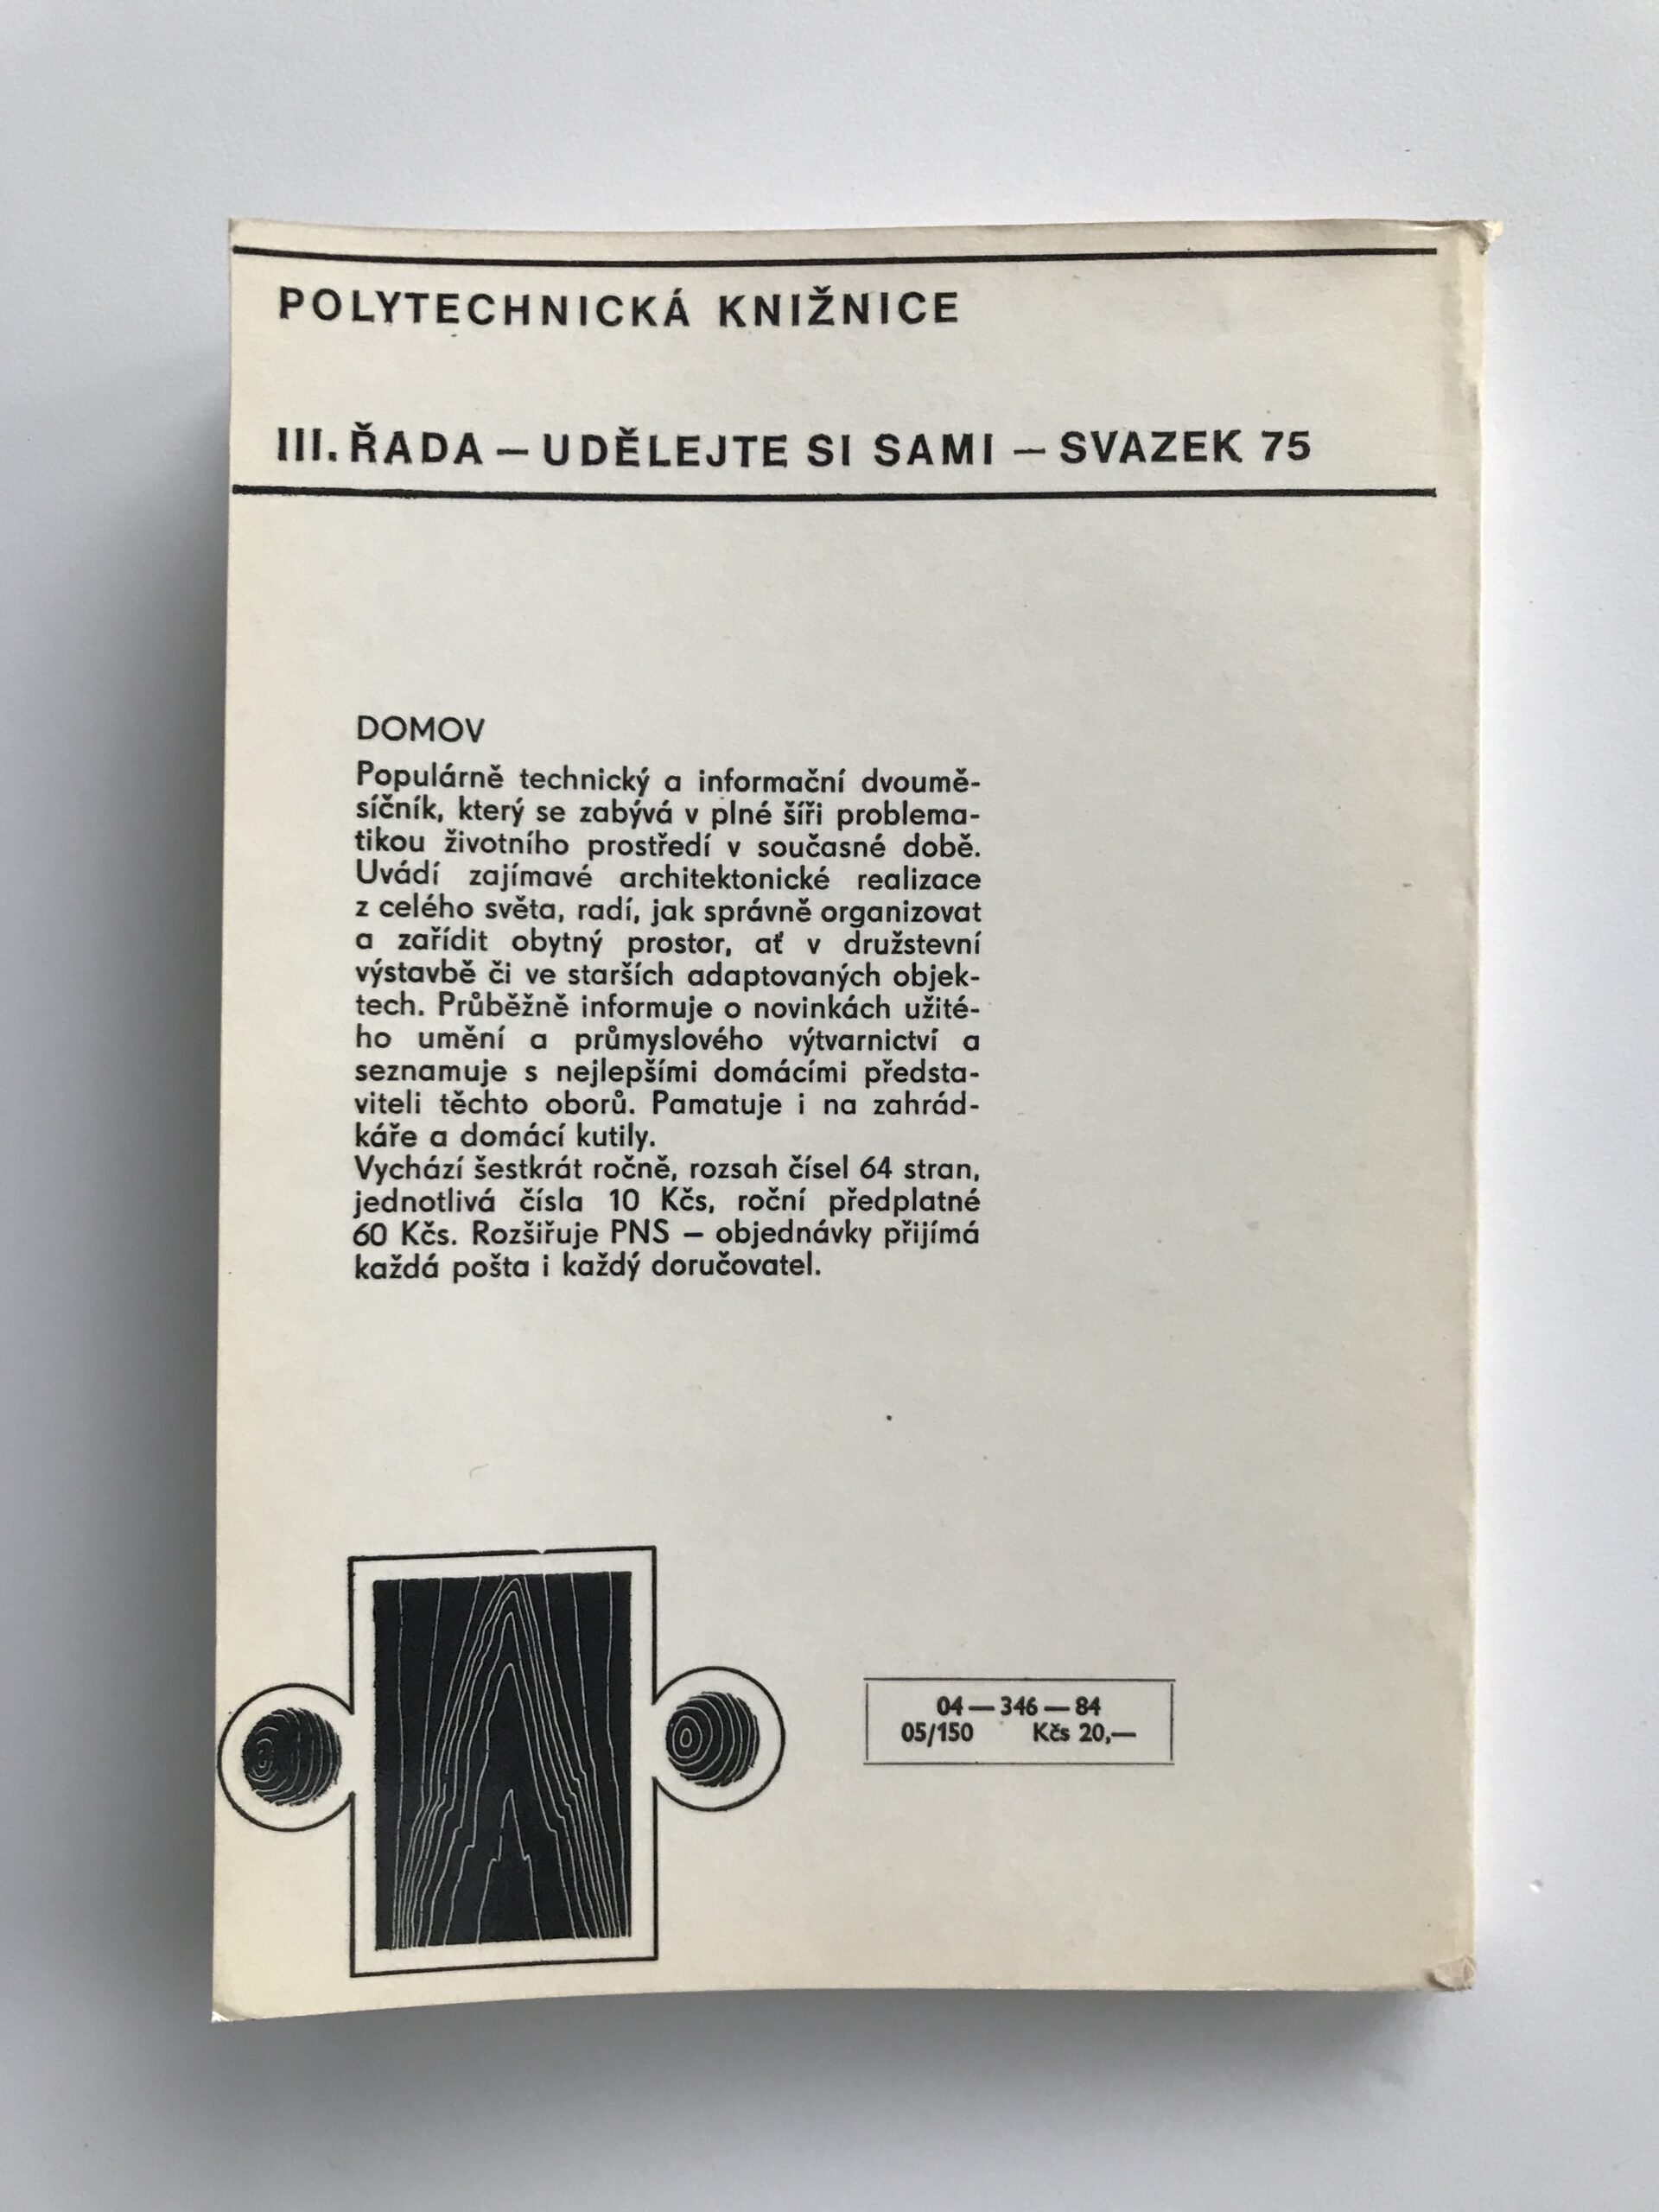 POLYTECHNICKÁ KNIŽNICE
III. ŘADA – UDĚLEJTE SI SAMI – SVAZEK 75
DOMOV
Populárně technický a informační dvoumě-
síčník, který se zabývá v plné šíři problema-
tikou životního prostředí v současné době.
Uvádí zajímavé architektonické realizace
z celého světa, radí, jak správně organizovat
a zařídit obytný prostor, ať v družstevní
výstavbě či ve starších adaptovaných objek-
tech. Průběžně informuje o novinkách užité-
ho umění a průmyslového výtvarnictví a
seznamuje s nejlepšími domácími předsta-
viteli těchto oborů. Pamatuje i na zahrád-
káře a domácí kutily.
Vychází šestkrát ročně, rozsah čísel 64 stran,
jednotlivá čísla 10 Kčs, roční předplatné
60 Kčs. Rozšiřuje PNS – objednávky přijímá
každá pošta i každý doručovatel.
04 — 346 — 84
05/150 Kčs 20,—